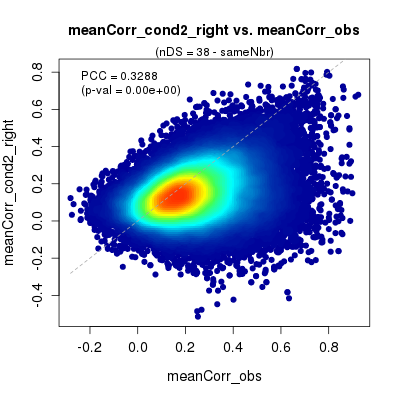 meanCorr_cond2_right vs. meanCorr_obs
(nDS = 38 - sameNbr)
PCC = 0.3288
(p-val = 0.00e+00)
meanCorr_cond2_right
0.8
0.6
0.4
0.2
0.0
-0.2
-0.4
-0.2 0.0 0.2 0.4 0.6 0.8
meanCorr_obs